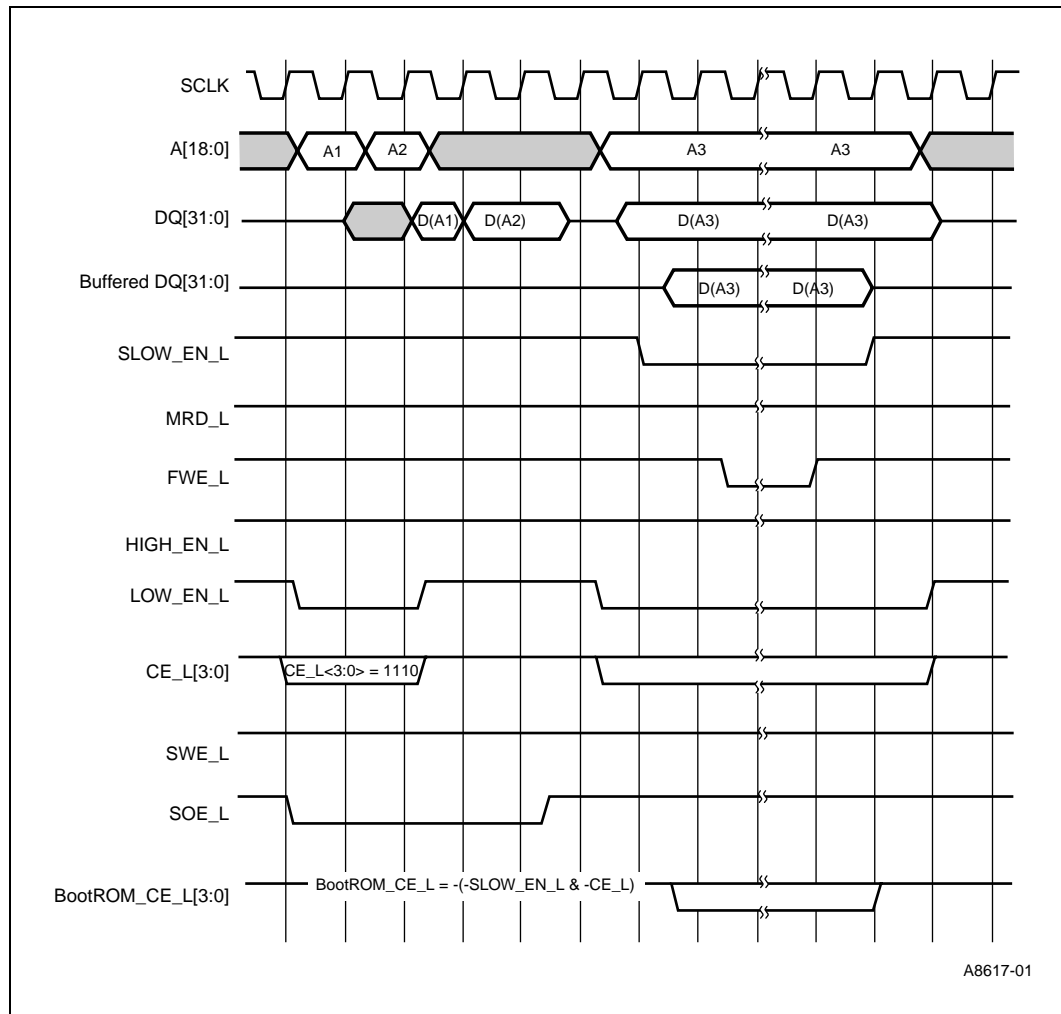 SCLK
A[18:0] A1 A2 A3 A3
DQ[31:0] D(A1) D(A2) D(A3) D(A3)
Buffered DQ[31:0] D(A3) D(A3)
SLOW_EN_L
MRD_L
FWE_L
HIGH_EN_L
LOW_EN_L
CE_L[3:0] CE_L<3:0> = 1110
SWE_L
SOE_L
BootROM_CE_L[3:0] BootROM_CE_L = -(-SLOW_EN_L & -CE_L)
A8617-01